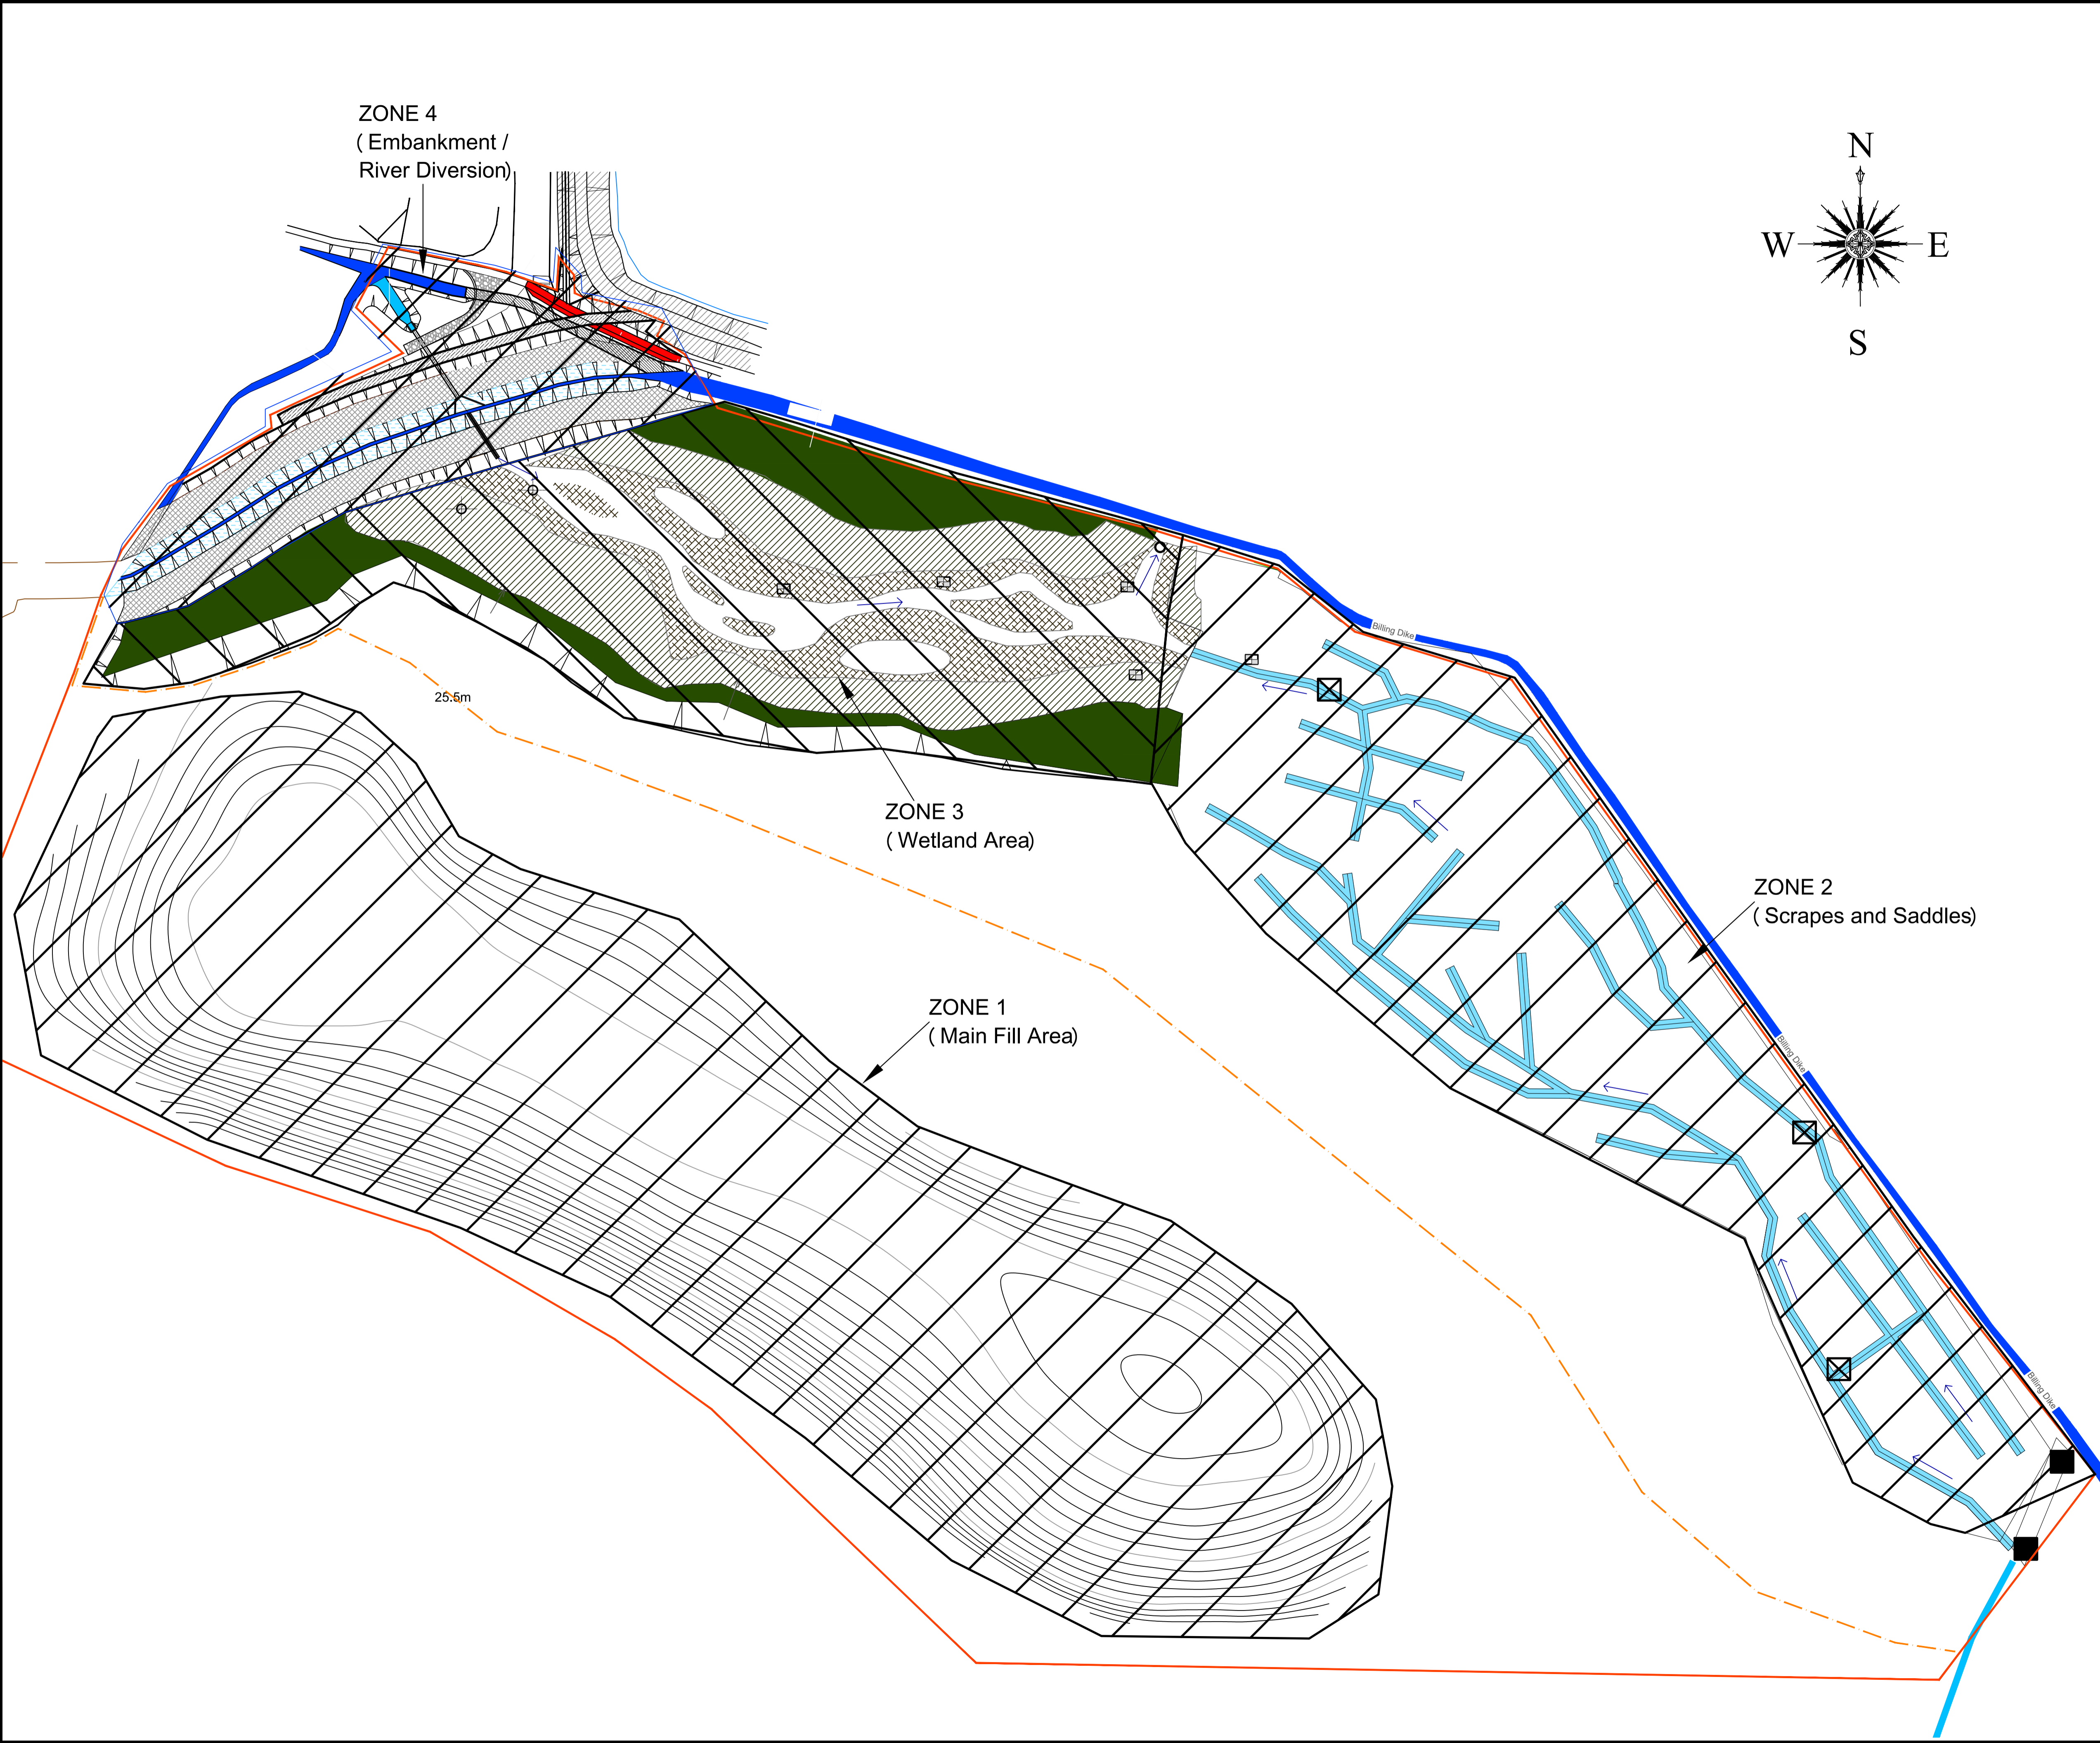 ZONE 4
( Embankment /
River Diversion)
N
W
E
S
Billing Dike
25.5m
ZONE 3
( Wetland Area)
ZONE 2
( Scrapes and Saddles)
ZONE 1
( Main Fill Area)
Billing Dike
Billing Dike